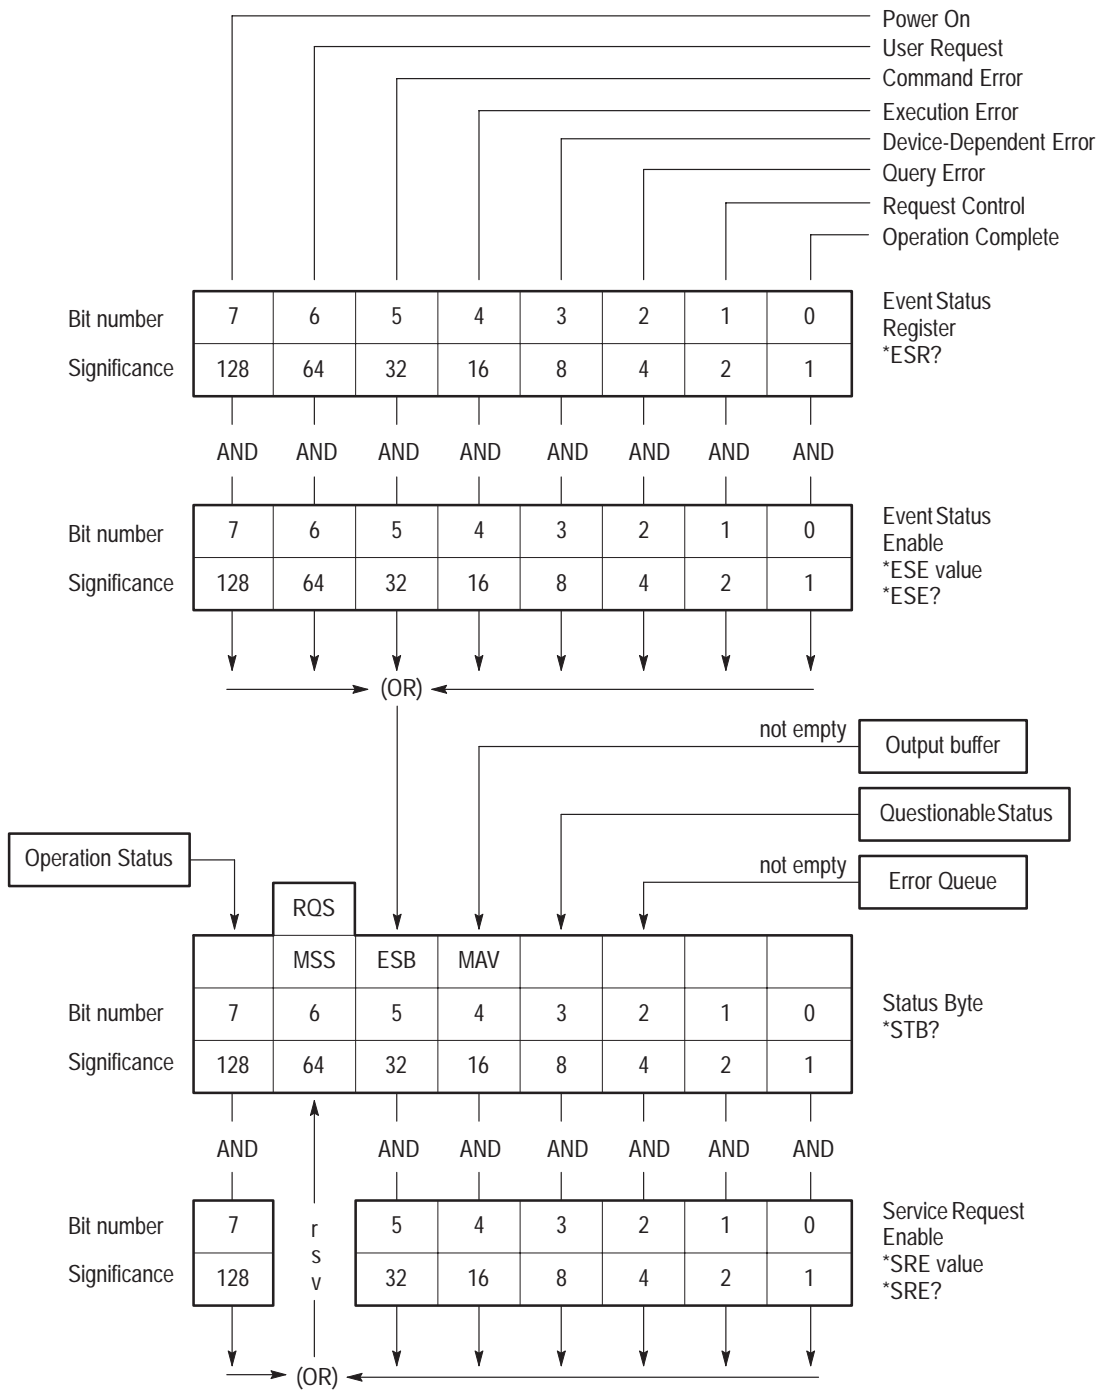 Power On
User Request
Command Error
Execution Error
Device-Dependent Error
Query Error
Request Control
Operation Complete
Bit number 7 6 5 4 3 2 1 0
Significance 128 64 32 16 8 4 2 1
Event Status
Register
*ESR?
AND AND AND AND AND AND AND AND
Bit number 7 6 5 4 3 2 1 0
Significance 128 64 32 16 8 4 2 1
Event Status
Enable
*ESE value
*ESE?
(OR)
not empty Output buffer
Questionable Status
Operation Status
not empty Error Queue
RQS
MSS ESB MAV
Bit number 7 6 5 4 3 2 1 0
Significance 128 64 32 16 8 4 2 1
Status Byte
*STB?
AND AND AND AND AND AND AND
Bit number 7 5 4 3 2 1 0
Significance 128 32 16 8 4 2 1
r
s
v
Service Request
Enable
*SRE value
*SRE?
(OR)